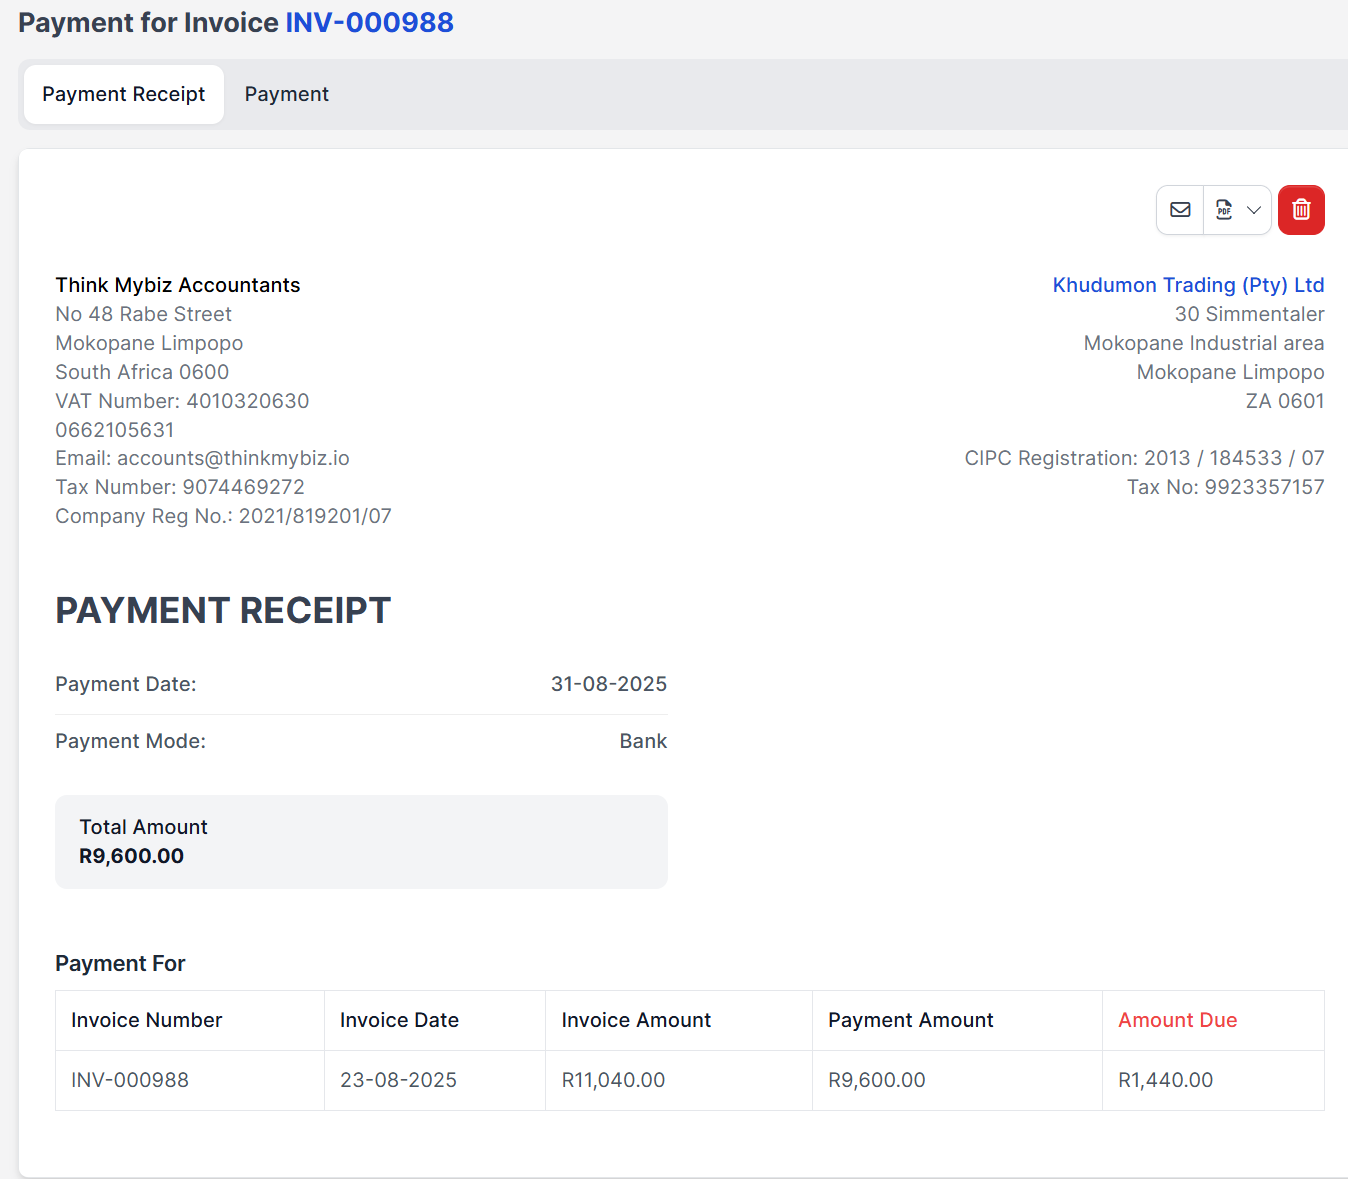 Payment for Invoice INV-000988
Payment Receipt
Payment
PDF
Think Mybiz Accountants
No 48 Rabe Street
Mokopane Limpopo
South Africa 0600
VAT Number: 4010320630
0662105631
Email: accounts@thinkmybiz.io
Tax Number: 9074469272
Company Reg No.: 2021/819201/07
Khudumon Trading (Pty) Ltd
30 Simmentaler
Mokopane Industrial area
Mokopane Limpopo
ZA 0601
CIPC Registration: 2013 / 184533 / 07
Tax No: 9923357157
PAYMENT RECEIPT
Payment Date: 31-08-2025
Payment Mode: Bank
Total Amount
R9,600.00
Payment For
Invoice Number Invoice Date Invoice Amount Payment Amount Amount Due
INV-000988 23-08-2025 R11,040.00 R9,600.00 R1,440.00